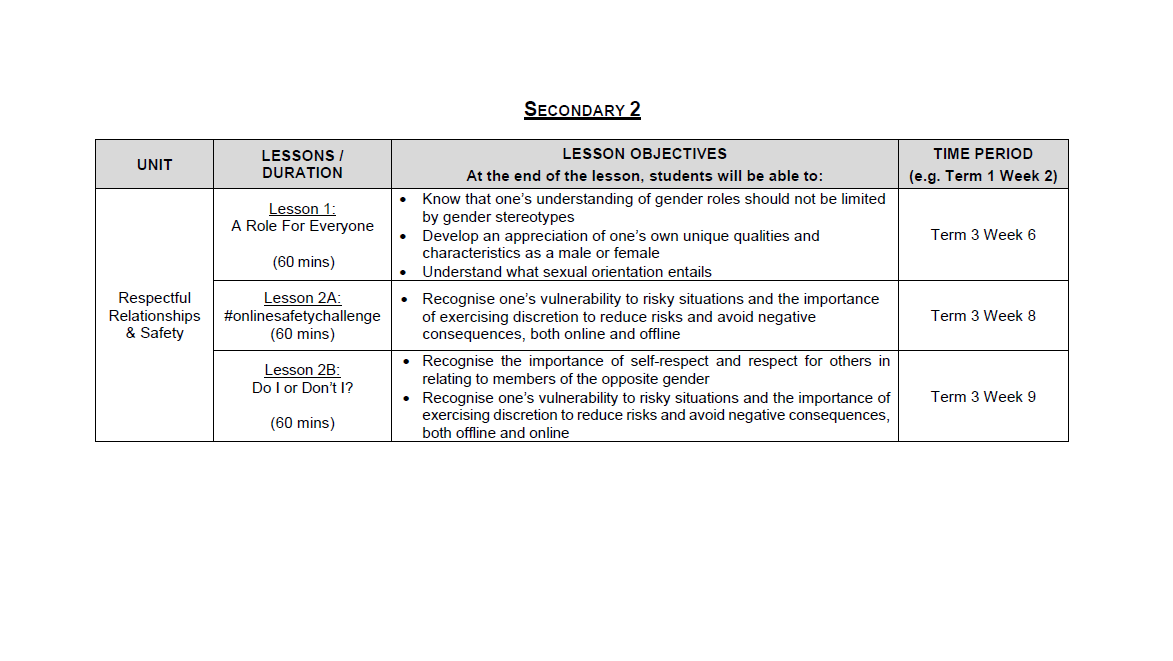 SECONDARY 2
UNIT
LESSONS /
DURATION
LESSON OBJECTIVES
At the end of the lesson, students will be able to:
TIME PERIOD
(e.g. Term 1 Week 2)
Respectful
Relationships
& Safety
Lesson 1:
A Role For Everyone
(60 mins)
• Know that one’s understanding of gender roles should not be limited
by gender stereotypes
• Develop an appreciation of one’s own unique qualities and
characteristics as a male or female
• Understand what sexual orientation entails
Term 3 Week 6
Lesson 2A:
#onlinesafetychallenge
(60 mins)
• Recognise one’s vulnerability to risky situations and the importance
of exercising discretion to reduce risks and avoid negative
consequences, both online and offline
Term 3 Week 8
Lesson 2B:
Do I or Don’t I?
(60 mins)
• Recognise the importance of self-respect and respect for others in
relating to members of the opposite gender
• Recognise one’s vulnerability to risky situations and the importance of
exercising discretion to reduce risks and avoid negative consequences,
both offline and online
Term 3 Week 9